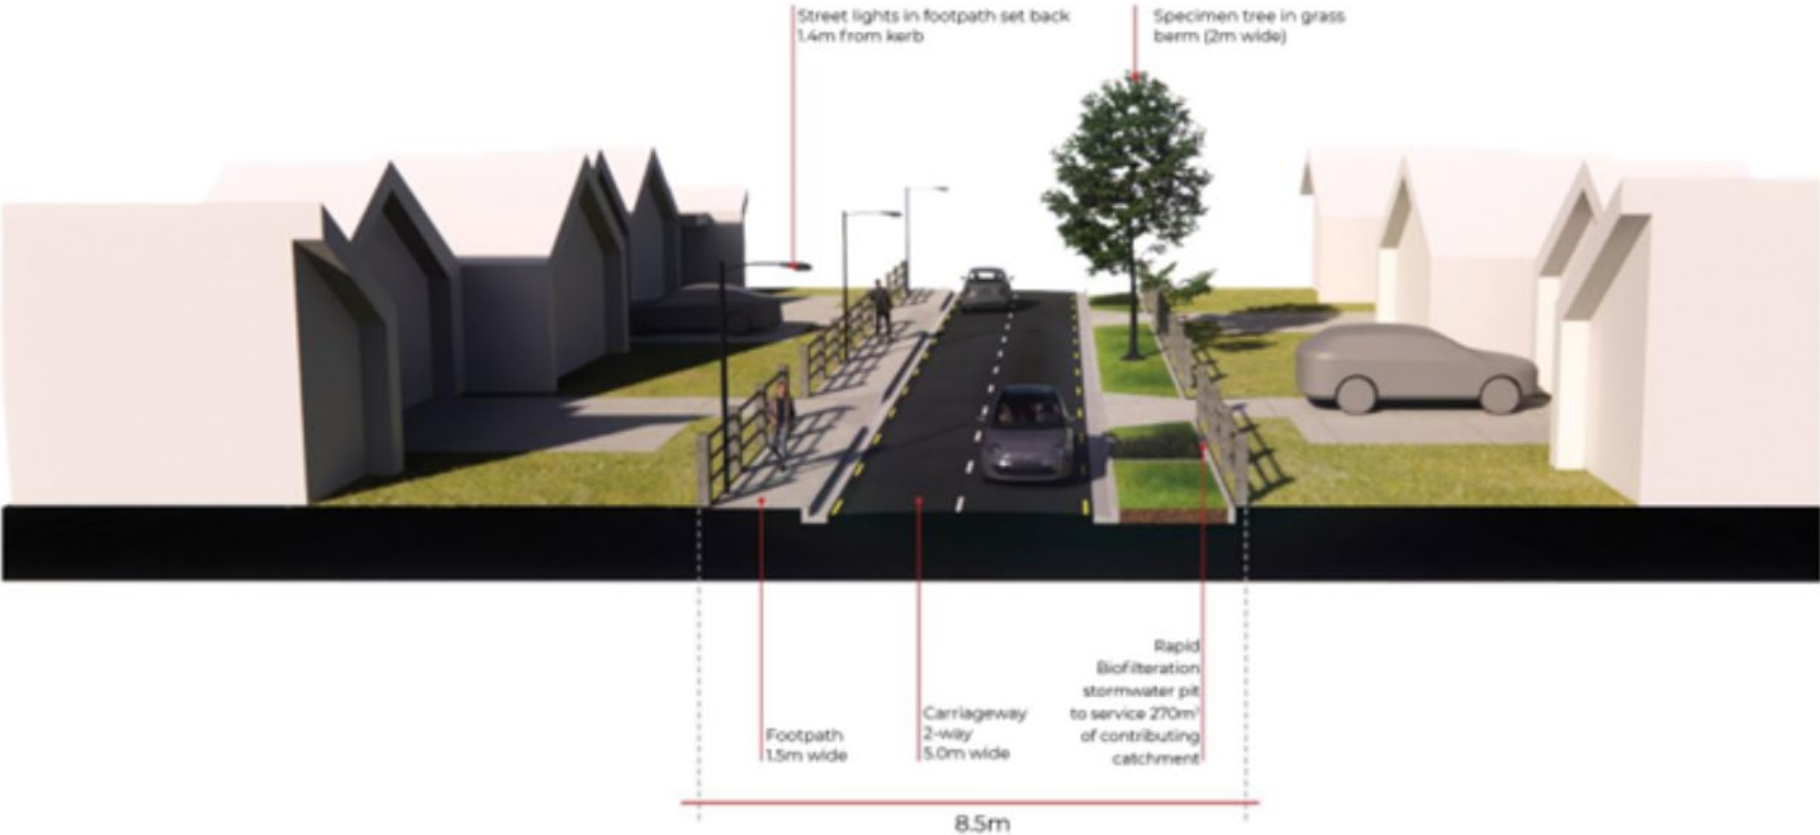 Street lights in footpath set back
1.4m from kerb
Specimen tree in grass
berm (2m wide)
Rapid
Biofilteration
stormwater pit
to service 270m²
of contributing
catchment
Carriageway
2-way
5.0m wide
Footpath
1.5m wide
8.5m